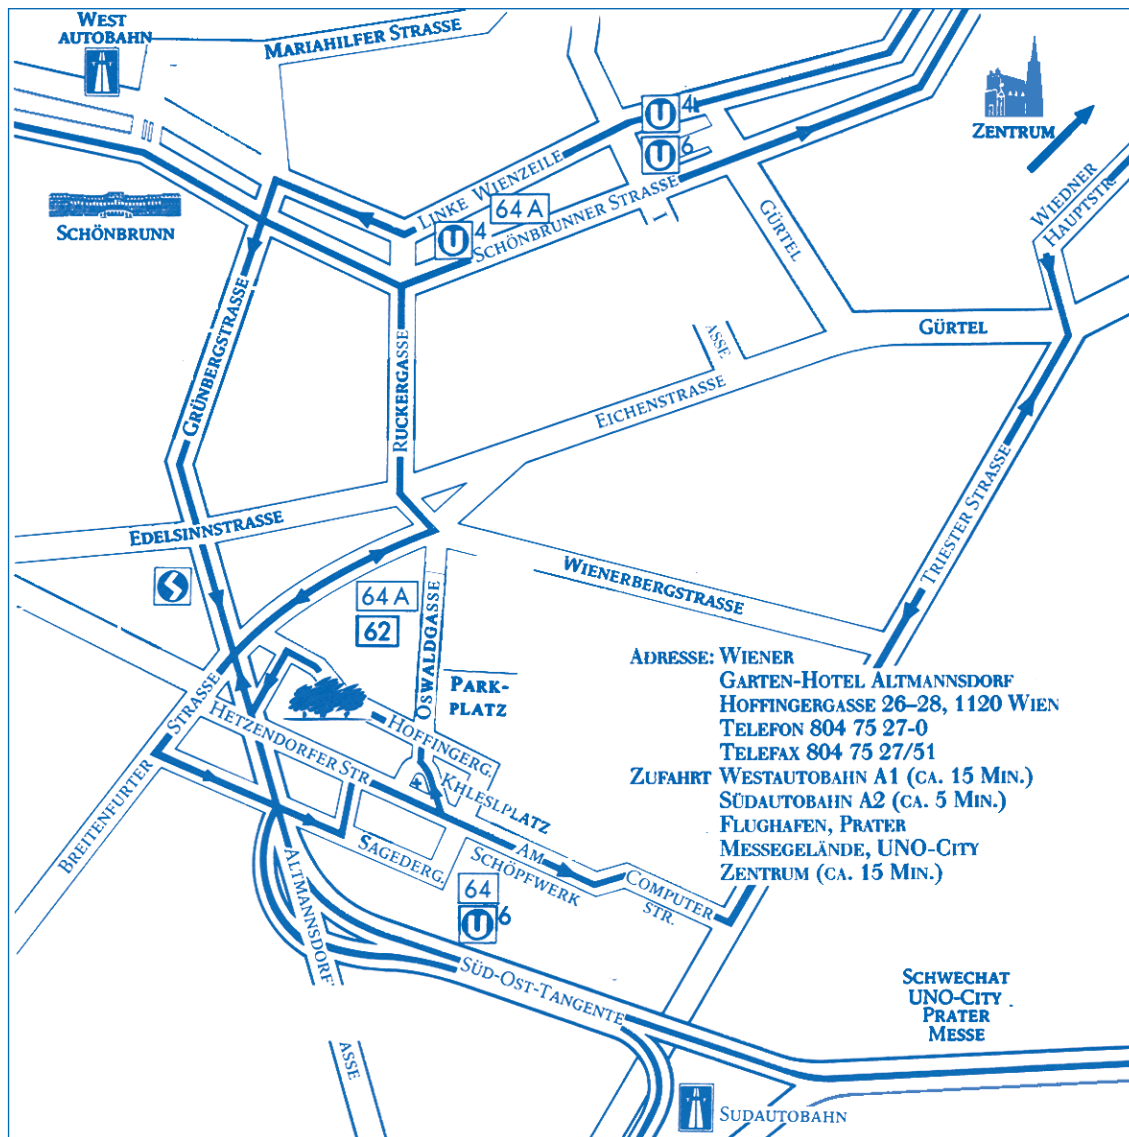 WEST
AUTOBAHN
MARIAHILFER STRASSE
ZENTRUM
4
6
LINKE WIENZEILE
64 A
4
SCHÖNBRUNNER STRASSE
SCHÖNBRUNN
GÜRTEL
WIEDNER
HAUPTSTR.
GRÜNBERGSTRASSE
RUCKERGASSE
ASSE
GÜRTEL
EICHENSTRASSE
EDELSINNSTRASSE
TRIESTER STRASSE
WIENERBERGSTRASSE
64 A
62
OSWALDGASSE
PARK-
PLATZ
ADRESSE: WIENER
GARTEN-HOTEL ALTMANNSDORF
HOFFINGERGASSE 26–28, 1120 WIEN
TELEFON 804 75 27-0
TELEFAX 804 75 27/51
ZUFAHRT WESTAUTOBAHN A1 (CA. 15 MIN.)
SÜDAUTOBAHN A2 (CA. 5 MIN.)
FLUGHAFEN, PRATER
MESSEGELÄNDE, UNO-CITY
ZENTRUM (CA. 15 MIN.)
BREITENFURTER STRASSE
HETZENDORFER STR.
HOFFINGERG.
KHLESLPLATZ
SAGEDERG.
AM
SCHÖPFWERK
COMPUTER
STR.
64
6
ALTMANNSDORF
ASSE
SÜD-OST-TANGENTE
SCHWECHAT
UNO-CITY
PRATER
MESSE
SUDAUTOBAHN